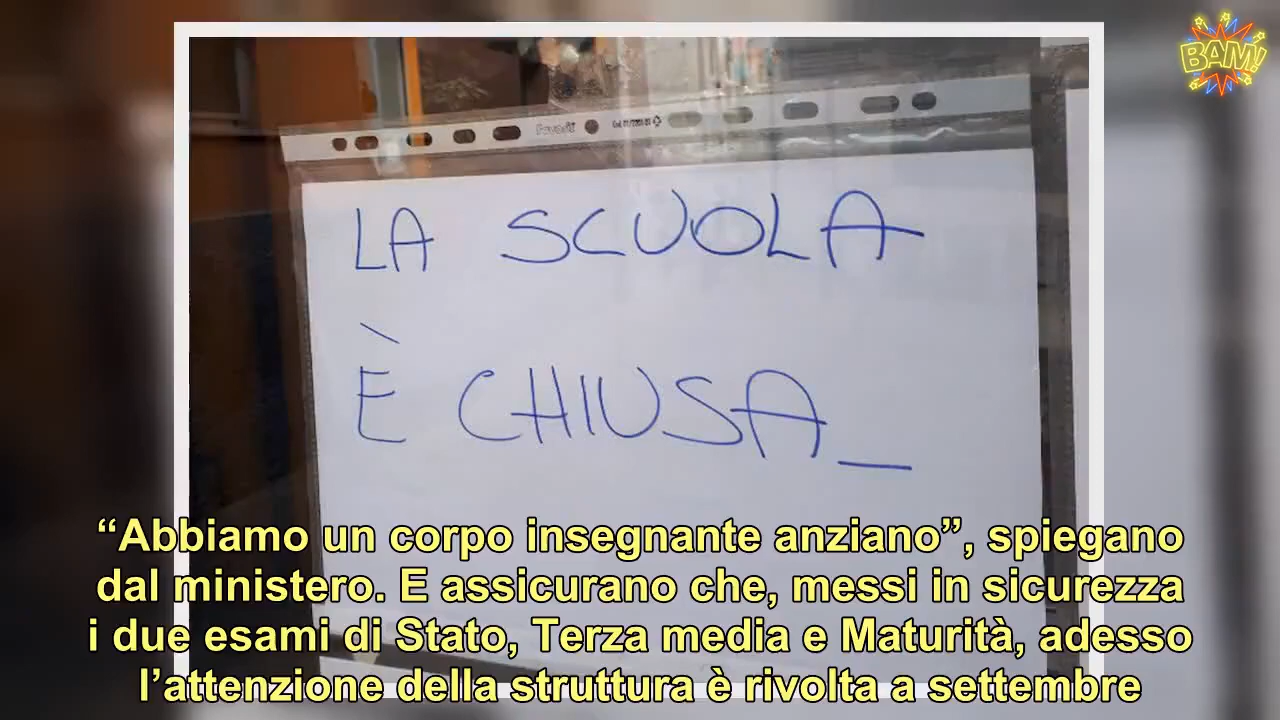 BAM!
Favorit
LA SCUOLA
È CHIUSA_
“Abbiamo un corpo insegnante anziano”, spiegano
dal ministero. E assicurano che, messi in sicurezza
i due esami di Stato, Terza media e Maturità, adesso
l’attenzione della struttura è rivolta a settembre